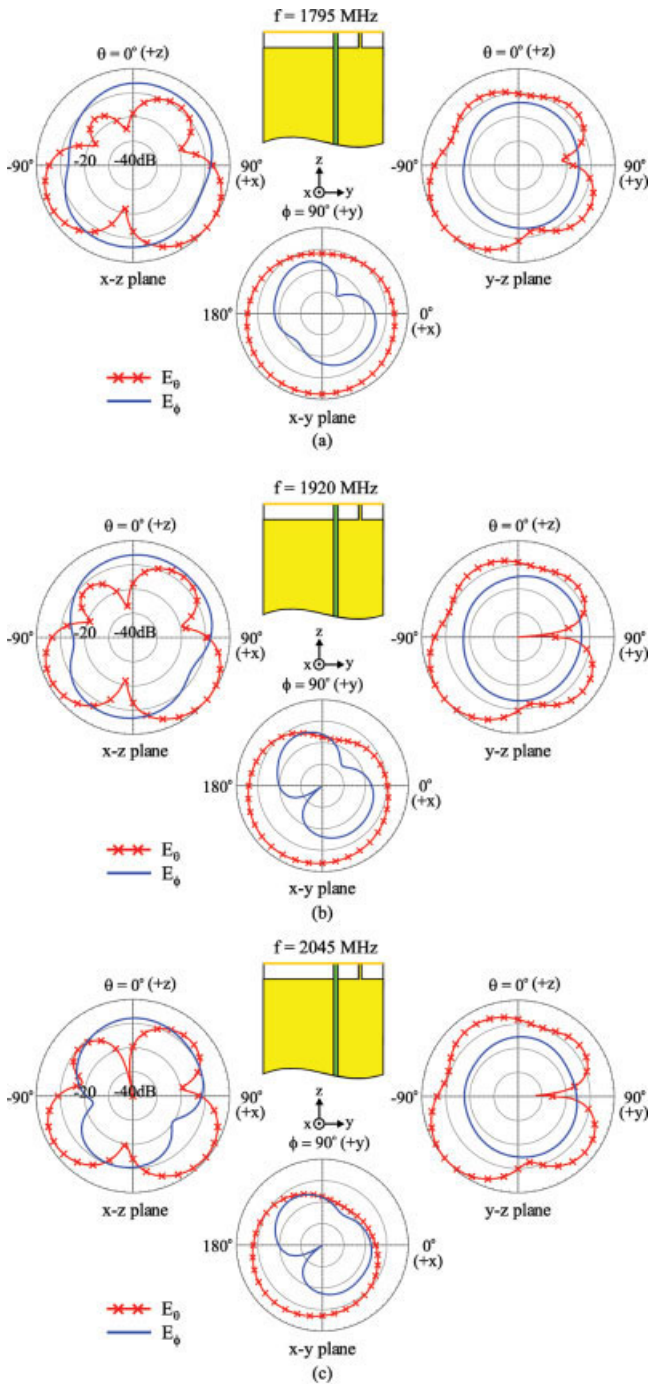 f = 1795 MHz
θ = 0° (+z)
θ = 0° (+z)
-90°
-20
-40dB
90°
(+x)
-90°
90°
(+y)
z
x
y
x-z plane
ϕ = 90° (+y)
y-z plane
180°
0°
(+x)
Eθ
Eϕ
x-y plane
(a)
f = 1920 MHz
θ = 0° (+z)
θ = 0° (+z)
-90°
-20
-40dB
90°
(+x)
-90°
90°
(+y)
z
x
y
x-z plane
ϕ = 90° (+y)
y-z plane
180°
0°
(+x)
Eθ
Eϕ
x-y plane
(b)
f = 2045 MHz
θ = 0° (+z)
θ = 0° (+z)
-90°
-20
-40dB
90°
(+x)
-90°
90°
(+y)
z
x
y
x-z plane
ϕ = 90° (+y)
y-z plane
180°
0°
(+x)
Eθ
Eϕ
x-y plane
(c)